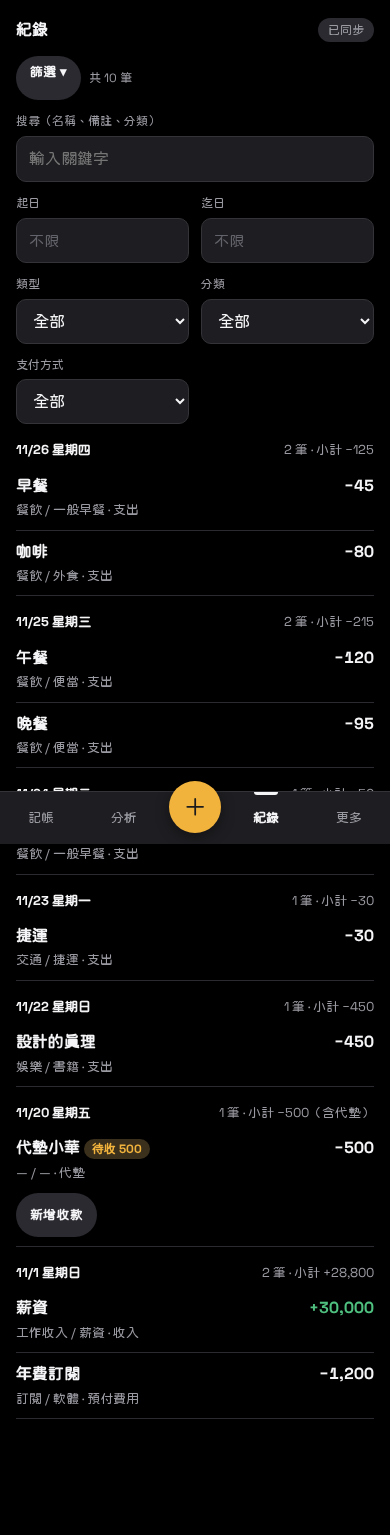 紀錄
已同步
篩選 ▾
共 10 筆
搜尋（名稱、備註、分類）
輸入關鍵字
起日
迄日
不限
不限
類型
分類
全部
全部
支付方式
全部
11/26 星期四
2 筆 · 小計 −125
早餐
−45
餐飲 / 一般早餐 · 支出
咖啡
−80
餐飲 / 外食 · 支出
11/25 星期三
2 筆 · 小計 −215
午餐
−120
餐飲 / 便當 · 支出
晚餐
−95
餐飲 / 便當 · 支出
記帳
分析
紀錄
更多
餐飲 / 一般早餐 · 支出
11/23 星期一
1 筆 · 小計 −30
捷運
−30
交通 / 捷運 · 支出
11/22 星期日
1 筆 · 小計 −450
設計的真理
−450
娛樂 / 書籍 · 支出
11/20 星期五
1 筆 · 小計 −500（含代墊）
代墊小華 待收 500
−500
— / — · 代墊
新增收款
11/1 星期日
2 筆 · 小計 +28,800
薪資
+30,000
工作收入 / 薪資 · 收入
年費訂閱
−1,200
訂閱 / 軟體 · 預付費用